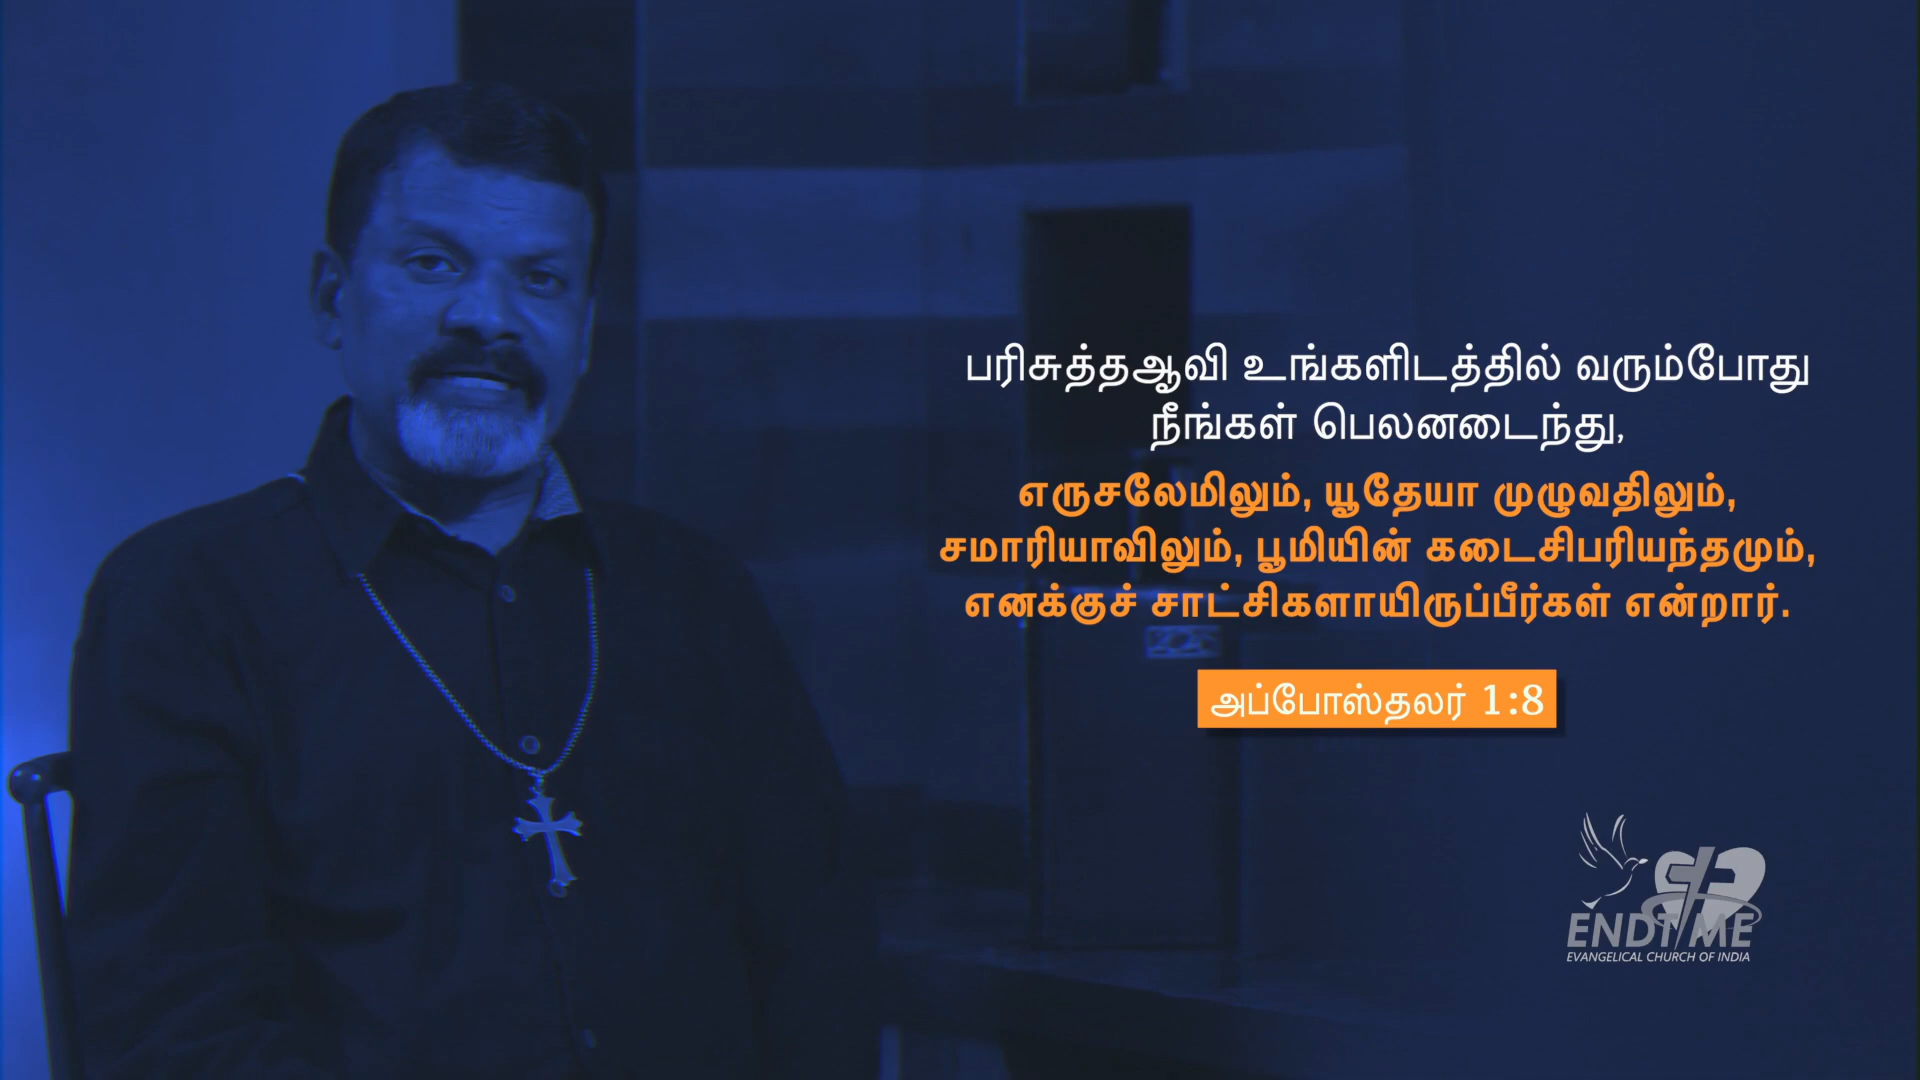 பரிசுத்தஆவி உங்களிடத்தில் வரும்போது
நீங்கள் பெலனடைந்து,
எருசலேமிலும், யூதேயா முழுவதிலும்,
சமாரியாவிலும், பூமியின் கடைசிபரியந்தமும்,
எனக்குச் சாட்சிகளாயிருப்பீர்கள் என்றார்.
அப்போஸ்தலர் 1:8
ENDTIME
EVANGELICAL CHURCH OF INDIA